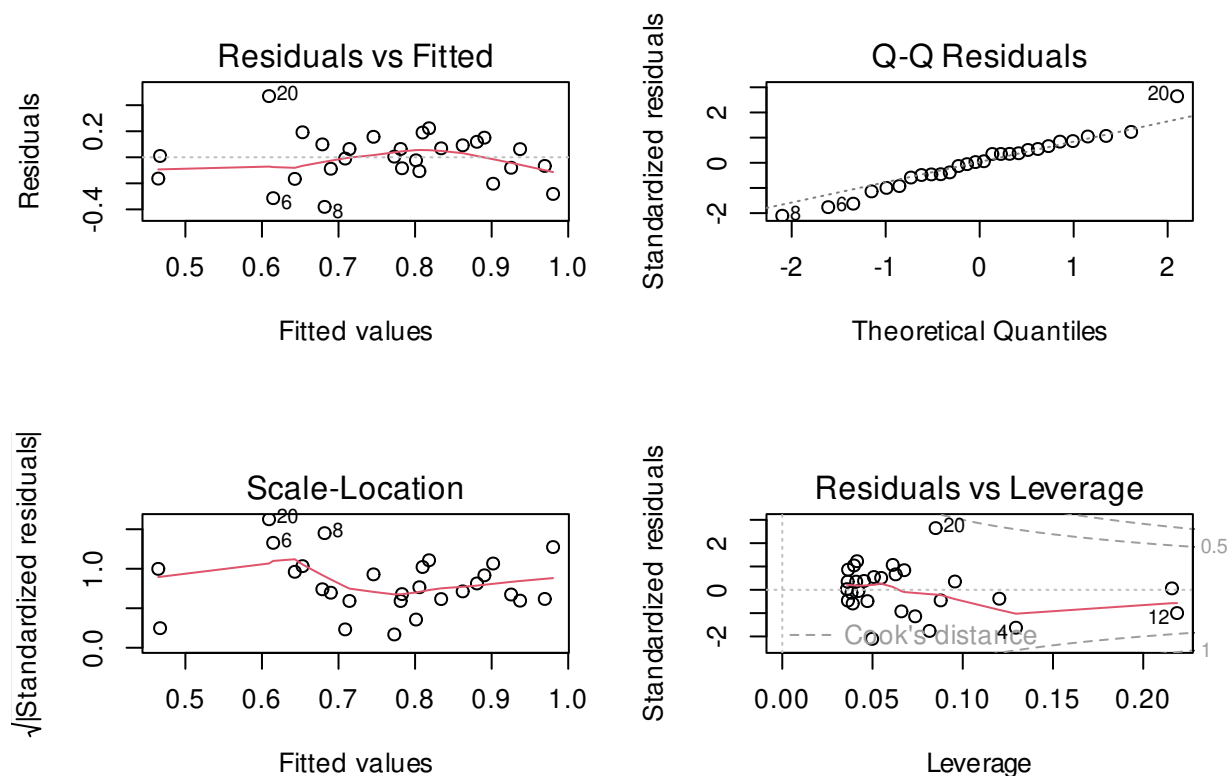 Residuals vs Fitted
Residuals
-0.4 0.2
20
6
8
0.5 0.6 0.7 0.8 0.9 1.0
Fitted values
Q-Q Residuals
Standardized residuals
-2 0 2
20
6
8
-2 -1 0 1 2
Theoretical Quantiles
Scale-Location
√|Standardized residuals|
0.0 1.0
20
8
6
0.5 0.6 0.7 0.8 0.9 1.0
Fitted values
Residuals vs Leverage
Standardized residuals
-2 0 2
20
0.5
12
4
Cook's distance
1
0.00 0.05 0.10 0.15 0.20
Leverage